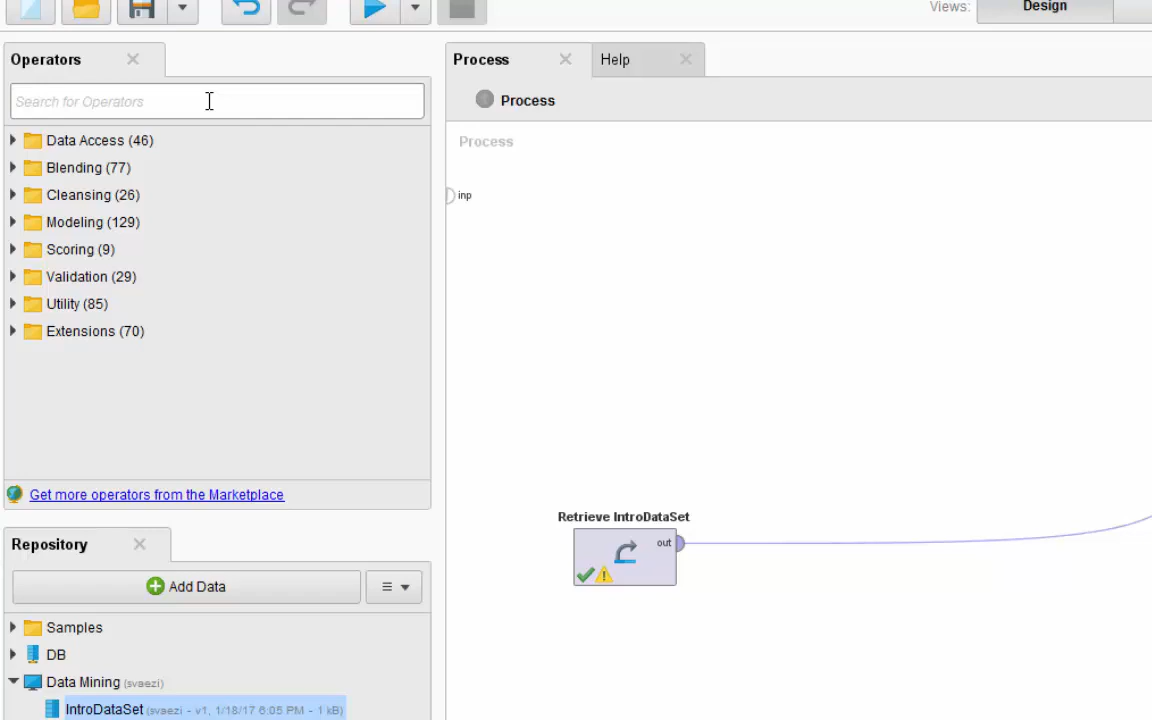 Views:
Design
Operators
Process
Help
Search for Operators
Process
Data Access (46)
Process
Blending (77)
Cleansing (26)
inp
Modeling (129)
Scoring (9)
Validation (29)
Utility (85)
Extensions (70)
Get more operators from the Marketplace
Retrieve IntroDataSet
out
Repository
Add Data
Samples
DB
Data Mining (svaezi)
IntroDataSet (svaezi - v1, 1/18/17 6:05 PM - 1 kB)